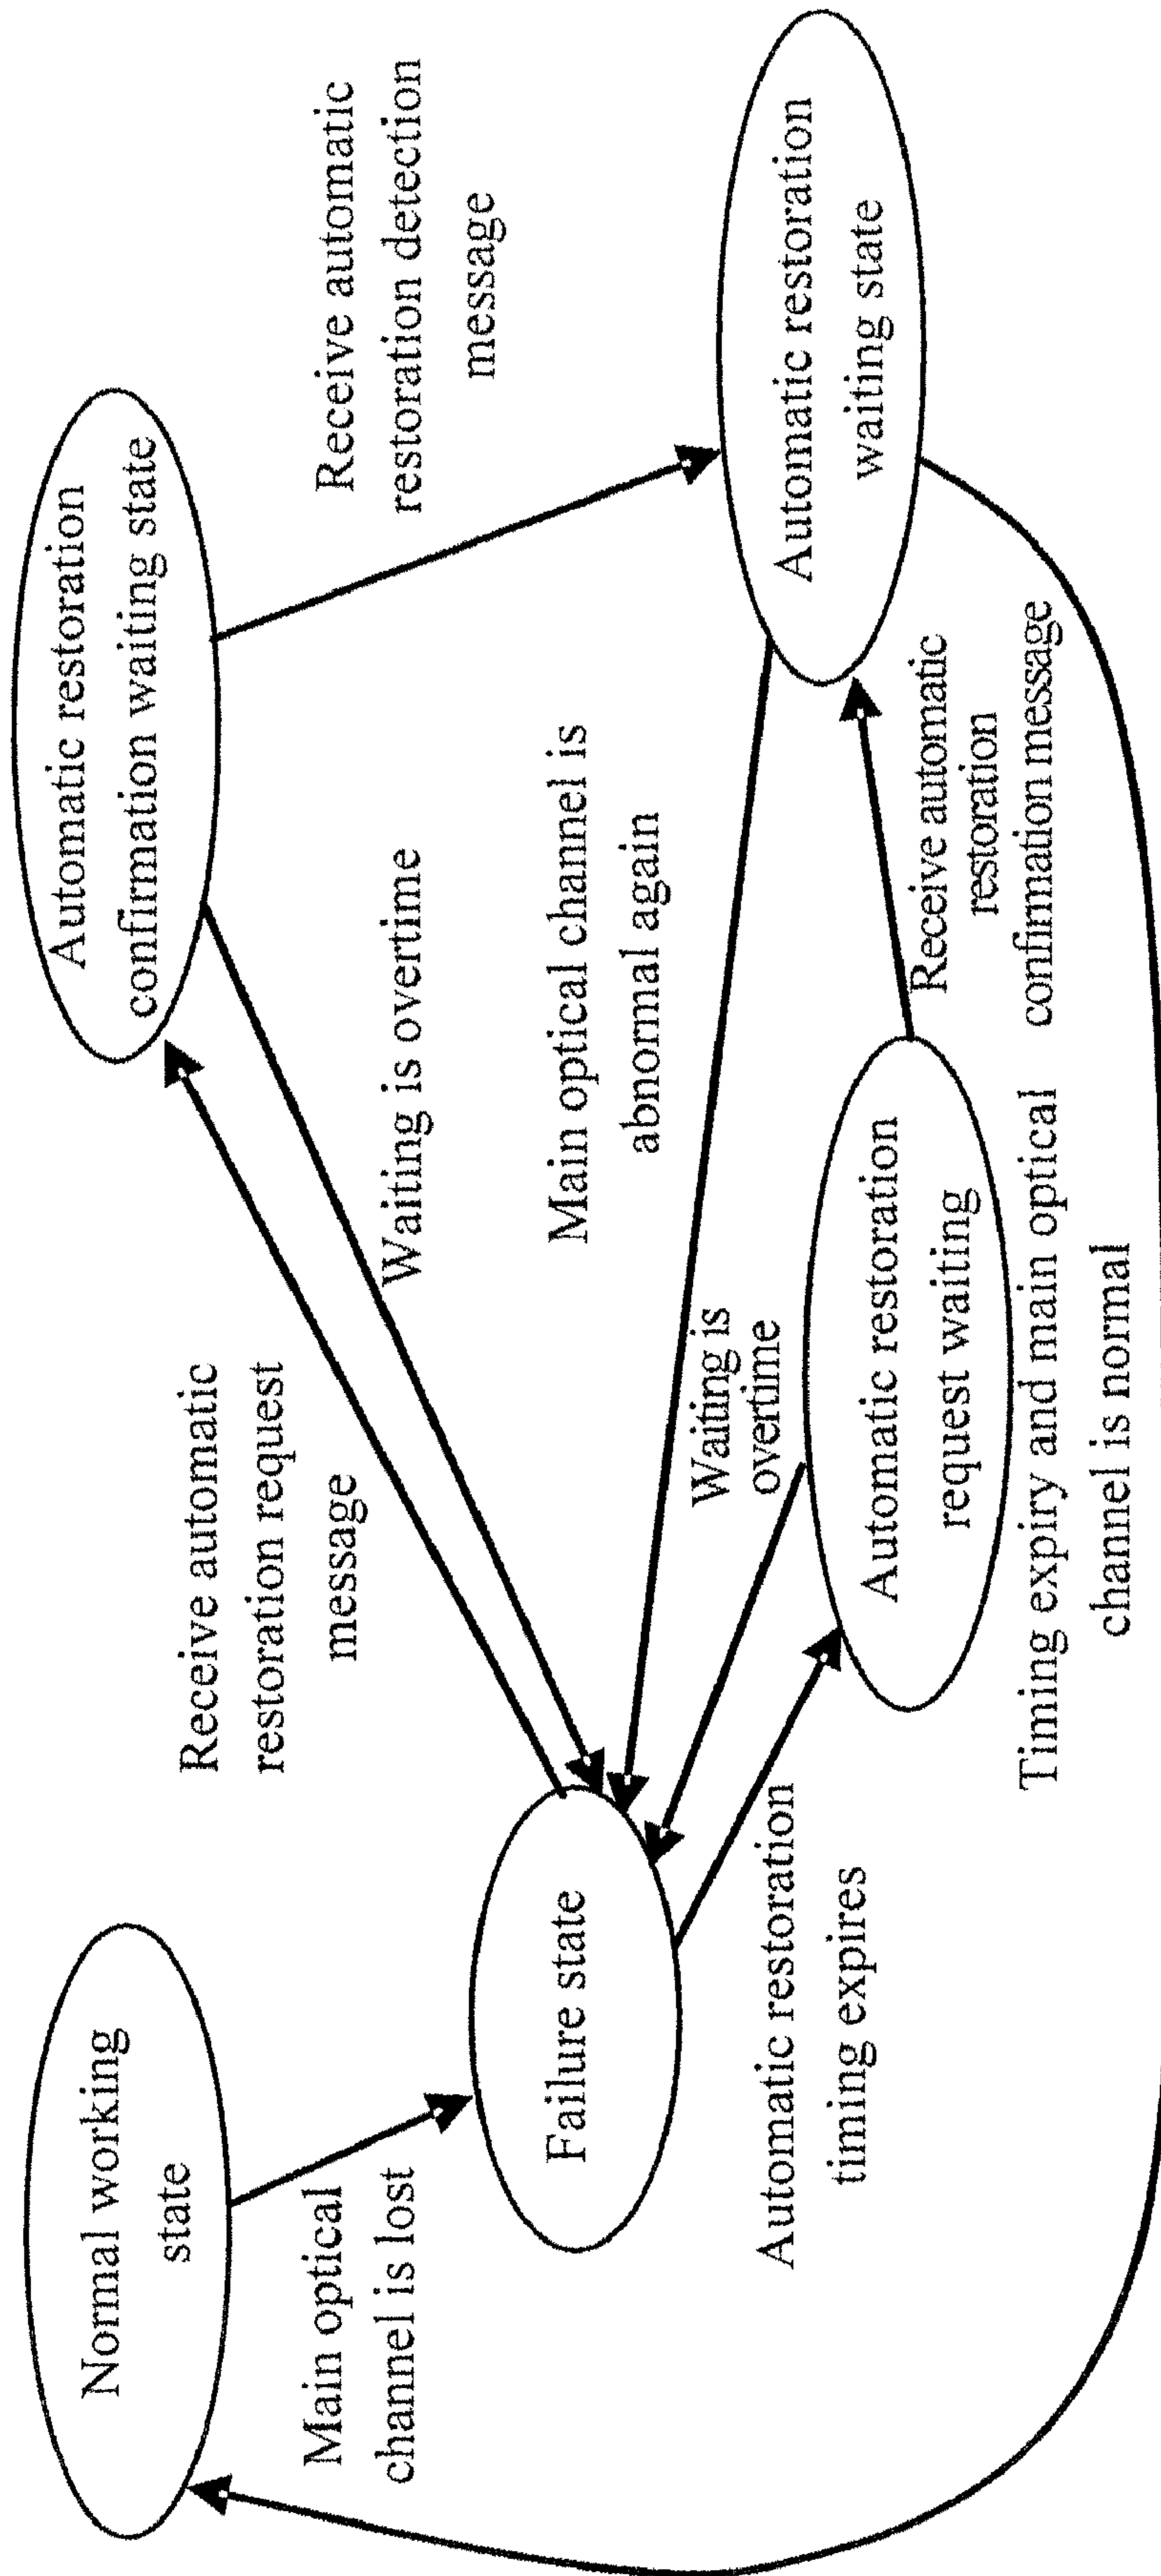 Normal working
state
Main optical
channel is lost
Failure state
Receive automatic
restoration request
message
Automatic restoration
confirmation waiting state
Waiting is overtime
Receive automatic
restoration detection
message
Main optical channel is
abnormal again
Waiting is
overtime
Automatic restoration
timing expires
Automatic restoration
request waiting
Receive automatic
restoration
confirmation message
Automatic restoration
waiting state
Timing expiry and main optical
channel is normal